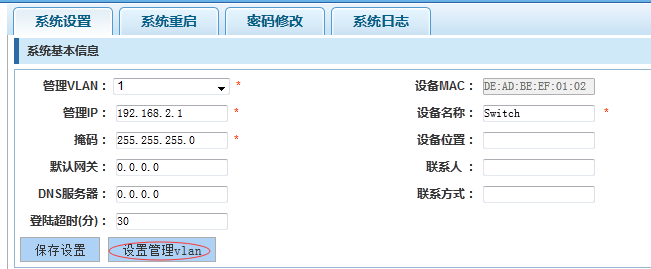 系统设置 系统重启 密码修改 系统日志
系统基本信息
管理VLAN： 1 * 设备MAC： DE:AD:BE:EF:01:02
管理IP： 192.168.2.1 * 设备名称： Switch *
掩码： 255.255.255.0 * 设备位置：
默认网关： 0.0.0.0 联系人 ：
DNS服务器： 0.0.0.0 联系方式：
登陆超时(分)： 30
保存设置 设置管理vlan